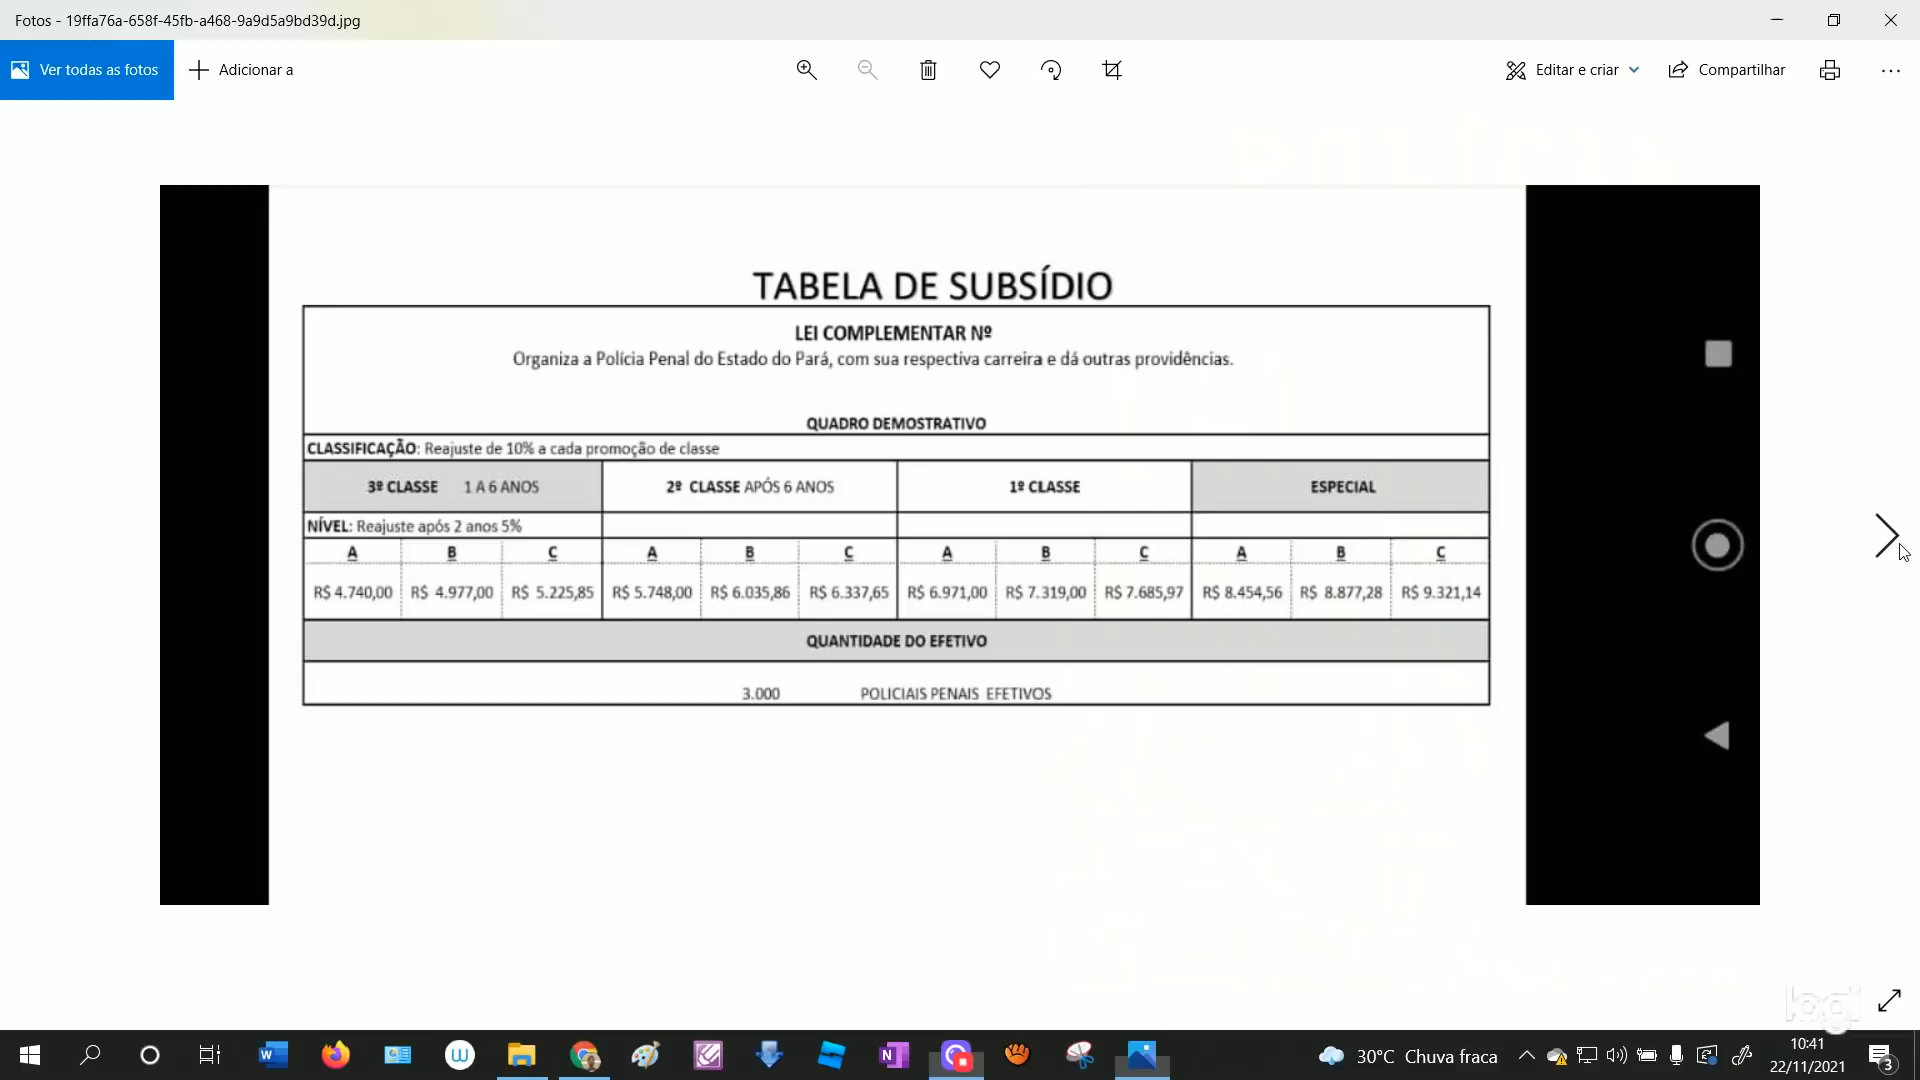 Fotos - 19ffa76a-658f-45fb-a468-9a9d5a9bd39d.jpg
Ver todas as fotos
Adicionar a
Editar e criar
Compartilhar
TABELA DE SUBSÍDIO
LEI COMPLEMENTAR Nº
Organiza a Polícia Penal do Estado do Pará, com sua respectiva carreira e dá outras providências.
QUADRO DEMOSTRATIVO
CLASSIFICAÇÃO: Reajuste de 10% a cada promoção de classe
3º CLASSE 1 A 6 ANOS 2º CLASSE APÓS 6 ANOS 1º CLASSE ESPECIAL
NÍVEL: Reajuste após 2 anos 5%
A B C A B C A B C A B C
R$ 4.740,00 R$ 4.977,00 R$ 5.225,85 R$ 5.748,00 R$ 6.035,86 R$ 6.337,65 R$ 6.971,00 R$ 7.319,00 R$ 7.685,97 R$ 8.454,56 R$ 8.877,28 R$ 9.321,14
QUANTIDADE DO EFETIVO
3.000 POLICIAIS PENAIS EFETIVOS
logi
30°C Chuva fraca
10:41
22/11/2021
3